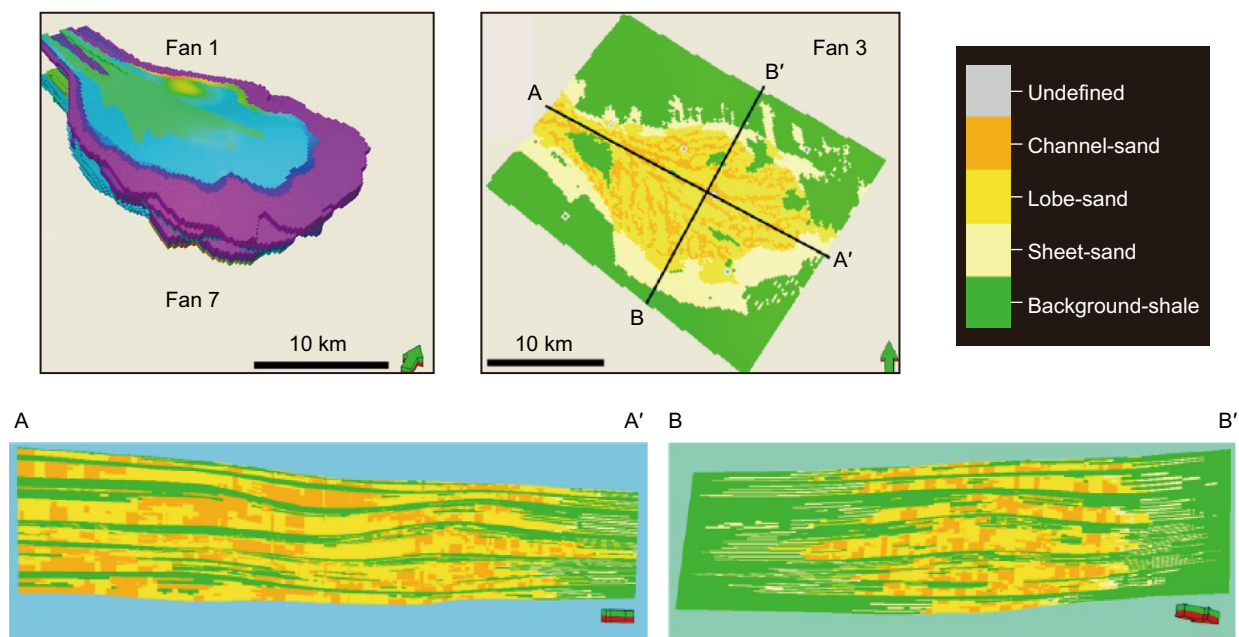 Fan 1
Fan 7
10 km
Fan 3
A
B′
A′
B
10 km
Undefined
Channel-sand
Lobe-sand
Sheet-sand
Background-shale
A
A′
B
B′